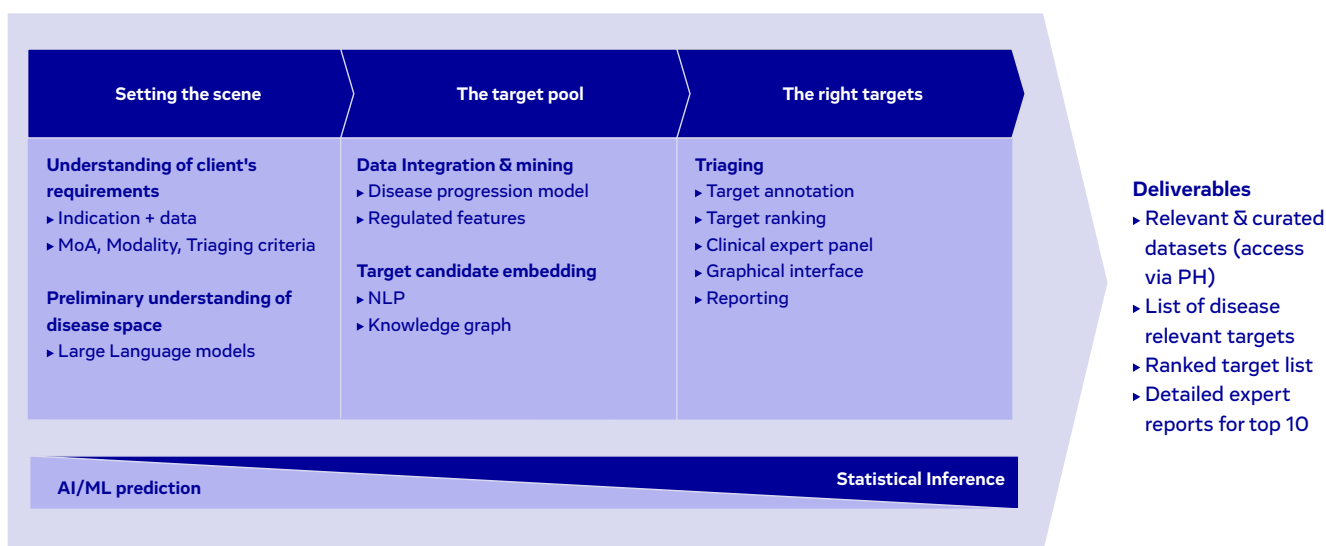 Setting the scene
The target pool
The right targets
Understanding of client's
requirements
▸ Indication + data
▸ MoA, Modality, Triaging criteria
Preliminary understanding of
disease space
▸ Large Language models
Data Integration & mining
▸ Disease progression model
▸ Regulated features
Target candidate embedding
▸ NLP
▸ Knowledge graph
Triaging
▸ Target annotation
▸ Target ranking
▸ Clinical expert panel
▸ Graphical interface
▸ Reporting
AI/ML prediction
Statistical Inference
Deliverables
▸ Relevant & curated
datasets (access
via PH)
▸ List of disease
relevant targets
▸ Ranked target list
▸ Detailed expert
reports for top 10